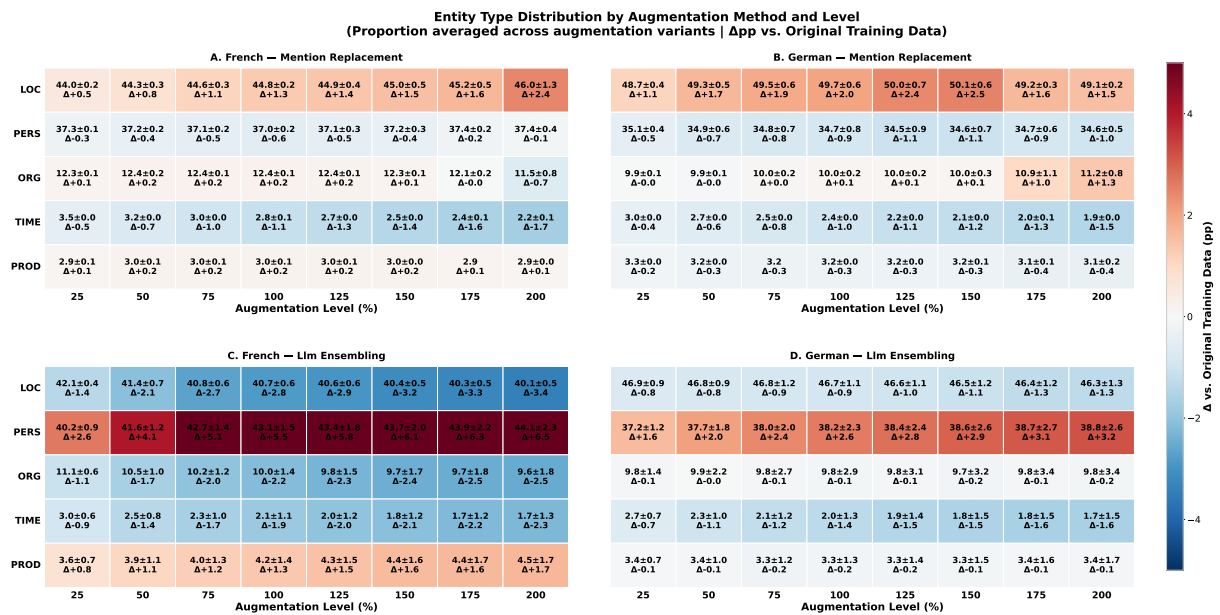 Entity Type Distribution by Augmentation Method and Level
(Proportion averaged across augmentation variants | Δpp vs. Original Training Data)
A. French — Mention Replacement
LOC 44.0±0.2 44.3±0.3 44.6±0.3 44.8±0.2 44.9±0.4 45.0±0.5 45.2±0.5 46.0±1.3
Δ+0.5 Δ+0.8 Δ+1.1 Δ+1.3 Δ+1.4 Δ+1.5 Δ+1.6 Δ+2.4
PERS 37.3±0.1 37.2±0.2 37.1±0.2 37.0±0.2 37.1±0.3 37.2±0.3 37.4±0.2 37.4±0.4
Δ-0.3 Δ-0.4 Δ-0.5 Δ-0.6 Δ-0.5 Δ-0.4 Δ-0.2 Δ-0.1
ORG 12.3±0.1 12.4±0.2 12.4±0.1 12.4±0.1 12.4±0.1 12.3±0.1 12.1±0.2 11.5±0.8
Δ+0.1 Δ+0.2 Δ+0.2 Δ+0.2 Δ+0.2 Δ+0.1 Δ-0.0 Δ-0.7
TIME 3.5±0.0 3.2±0.0 3.0±0.0 2.8±0.1 2.7±0.0 2.5±0.0 2.4±0.1 2.2±0.1
Δ-0.5 Δ-0.7 Δ-1.0 Δ-1.1 Δ-1.3 Δ-1.4 Δ-1.6 Δ-1.7
PROD 2.9±0.1 3.0±0.1 3.0±0.1 3.0±0.1 3.0±0.1 3.0±0.0 2.9 2.9±0.0
Δ+0.1 Δ+0.2 Δ+0.2 Δ+0.2 Δ+0.2 Δ+0.2 Δ+0.1 Δ+0.1
25 50 75 100 125 150 175 200
Augmentation Level (%)
B. German — Mention Replacement
48.7±0.4 49.3±0.5 49.5±0.6 49.7±0.6 50.0±0.7 50.1±0.6 49.2±0.3 49.1±0.2
Δ+1.1 Δ+1.7 Δ+1.9 Δ+2.0 Δ+2.4 Δ+2.5 Δ+1.6 Δ+1.5
35.1±0.4 34.9±0.6 34.8±0.7 34.7±0.8 34.5±0.9 34.6±0.7 34.7±0.6 34.6±0.5
Δ-0.5 Δ-0.7 Δ-0.8 Δ-0.9 Δ-1.1 Δ-1.1 Δ-0.9 Δ-1.0
9.9±0.1 9.9±0.1 10.0±0.2 10.0±0.2 10.0±0.2 10.0±0.3 10.9±1.1 11.2±0.8
Δ-0.0 Δ-0.0 Δ+0.1 Δ+0.1 Δ+0.1 Δ+0.1 Δ+1.0 Δ+1.3
3.0±0.0 2.7±0.0 2.5±0.0 2.4±0.0 2.2±0.0 2.1±0.0 2.0±0.1 1.9±0.0
Δ-0.4 Δ-0.6 Δ-0.8 Δ-1.0 Δ-1.1 Δ-1.2 Δ-1.3 Δ-1.5
3.3±0.0 3.2±0.0 3.2 3.2±0.0 3.2±0.0 3.2±0.1 3.1±0.1 3.1±0.2
Δ-0.2 Δ-0.3 Δ-0.3 Δ-0.3 Δ-0.3 Δ-0.3 Δ-0.4 Δ-0.4
25 50 75 100 125 150 175 200
Augmentation Level (%)
C. French — Llm Ensembling
LOC 42.1±0.4 41.4±0.7 40.8±0.6 40.7±0.6 40.6±0.6 40.4±0.5 40.3±0.5 40.1±0.5
Δ-1.4 Δ-2.1 Δ-2.7 Δ-2.8 Δ-2.9 Δ-3.2 Δ-3.3 Δ-3.4
PERS 40.2±0.9 41.6±1.2 42.7±1.4 43.1±1.5 43.4±1.8 43.7±2.0 43.9±2.2 44.1±2.3
Δ+2.6 Δ+4.1 Δ+5.1 Δ+5.5 Δ+5.8 Δ+6.1 Δ+6.3 Δ+6.5
ORG 11.1±0.6 10.5±1.0 10.2±1.2 10.0±1.4 9.8±1.5 9.7±1.7 9.7±1.8 9.6±1.8
Δ-1.1 Δ-1.7 Δ-2.0 Δ-2.2 Δ-2.3 Δ-2.4 Δ-2.5 Δ-2.5
TIME 3.0±0.6 2.5±0.8 2.3±1.0 2.1±1.1 2.0±1.2 1.8±1.2 1.7±1.2 1.7±1.3
Δ-0.9 Δ-1.4 Δ-1.7 Δ-1.9 Δ-2.0 Δ-2.1 Δ-2.2 Δ-2.3
PROD 3.6±0.7 3.9±1.1 4.0±1.3 4.2±1.4 4.3±1.5 4.4±1.6 4.4±1.7 4.5±1.7
Δ+0.8 Δ+1.1 Δ+1.2 Δ+1.3 Δ+1.5 Δ+1.6 Δ+1.6 Δ+1.7
25 50 75 100 125 150 175 200
Augmentation Level (%)
D. German — Llm Ensembling
46.9±0.9 46.8±0.9 46.8±1.2 46.7±1.1 46.6±1.1 46.5±1.1 46.4±1.2 46.3±1.3
Δ-0.8 Δ-0.8 Δ-0.9 Δ-0.9 Δ-1.0 Δ-1.2 Δ-1.3 Δ-1.3
37.2±1.2 37.7±1.8 38.0±2.0 38.2±2.3 38.4±2.4 38.6±2.6 38.7±2.7 38.8±2.6
Δ+1.6 Δ+2.0 Δ+2.4 Δ+2.6 Δ+2.8 Δ+2.9 Δ+3.1 Δ+3.2
9.8±1.4 9.9±2.2 9.8±2.7 9.8±2.9 9.8±3.1 9.7±3.2 9.8±3.4 9.8±3.4
Δ-0.1 Δ-0.0 Δ-0.1 Δ-0.1 Δ-0.1 Δ-0.2 Δ-0.1 Δ-0.2
2.7±0.7 2.3±0.9 2.1±1.2 2.0±1.3 1.9±1.4 1.8±1.5 1.8±1.5 1.7±1.5
Δ-0.7 Δ-1.1 Δ-1.2 Δ-1.4 Δ-1.5 Δ-1.5 Δ-1.6 Δ-1.6
3.4±0.7 3.4±1.0 3.3±1.2 3.3±1.3 3.3±1.4 3.3±1.5 3.4±1.6 3.4±1.7
Δ-0.1 Δ-0.1 Δ-0.2 Δ-0.2 Δ-0.2 Δ-0.1 Δ-0.1 Δ-0.1
25 50 75 100 125 150 175 200
Augmentation Level (%)
4
2
0
−2
−4
Δ vs. Original Training Data (pp)